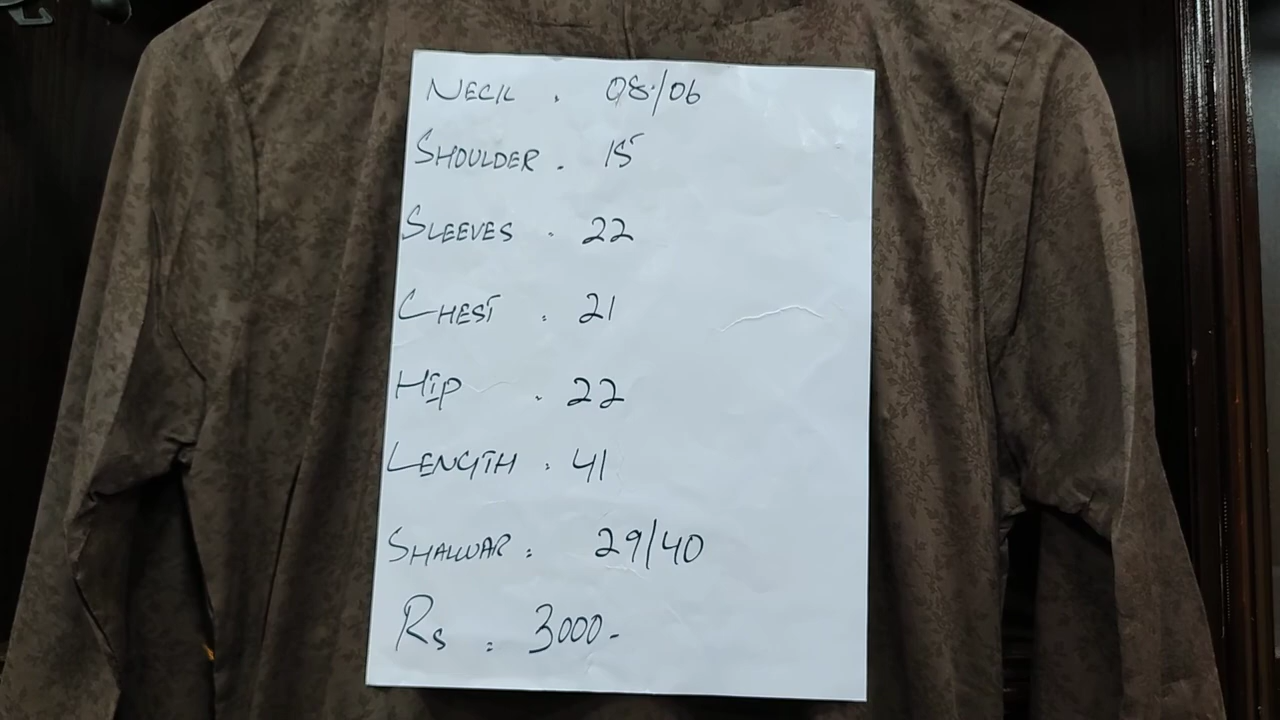 NECK . 08/06
SHOULDER . 15
SLEEVES . 22
CHEST : 21
HIP . 22
LENGTH : 41
SHALWAR : 29/40
Rs : 3000-